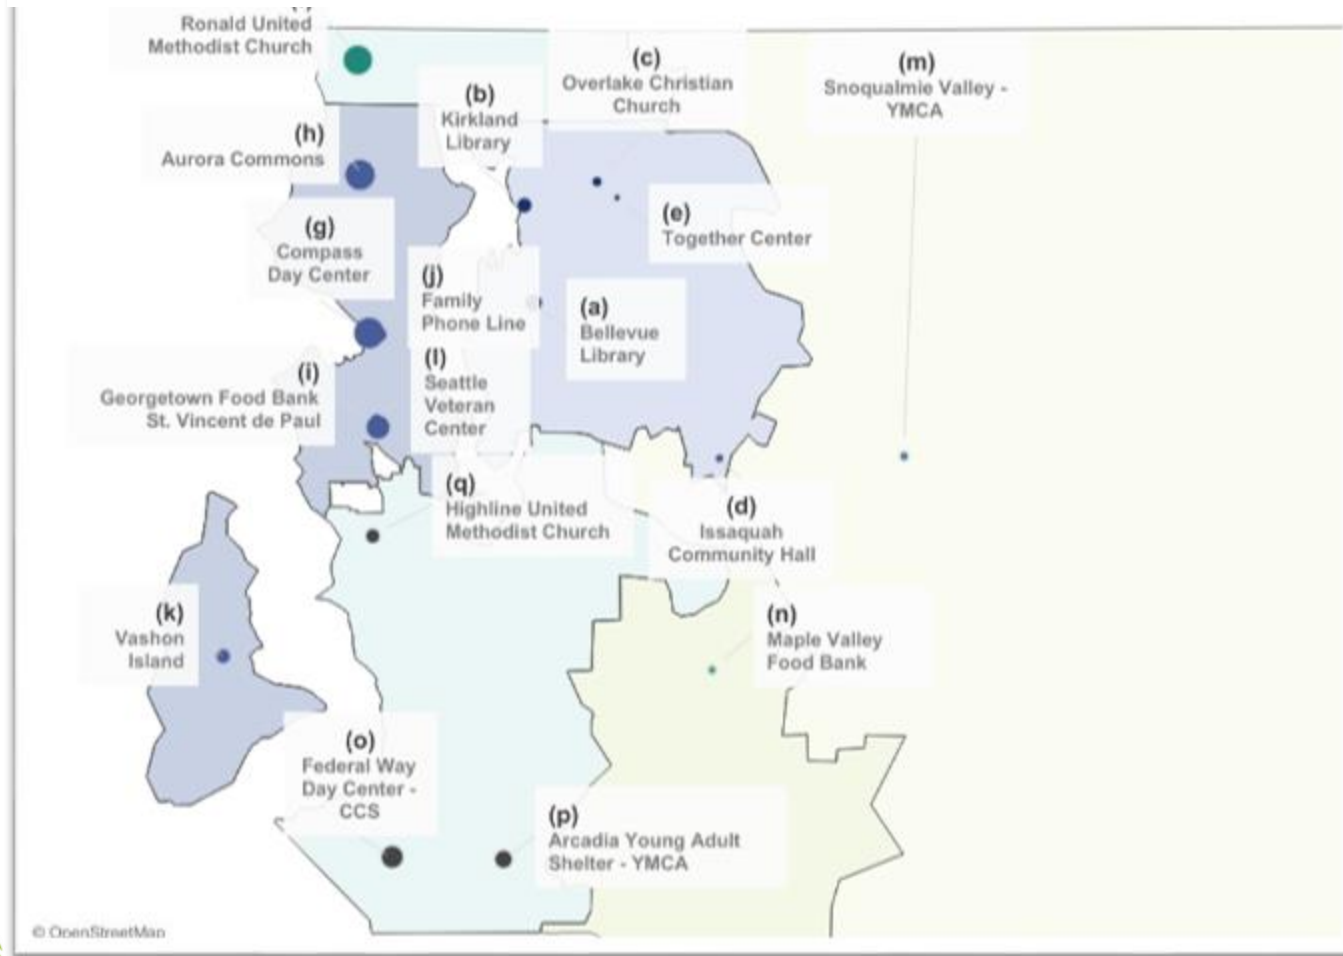 Ronald United
Methodist Church
(c)
Overlake Christian
Church
(m)
Snoqualmie Valley -
YMCA
(b)
Kirkland
Library
(h)
Aurora Commons
(e)
Together Center
(g)
Compass
Day Center
(j)
Family
Phone Line
(a)
Bellevue
Library
(i)
Georgetown Food Bank
St. Vincent de Paul
(l)
Seattle
Veteran
Center
(q)
Highline United
Methodist Church
(d)
Issaquah
Community Hall
(k)
Vashon
Island
(n)
Maple Valley
Food Bank
(o)
Federal Way
Day Center -
CCS
(p)
Arcadia Young Adult
Shelter - YMCA
© OpenStreetMap